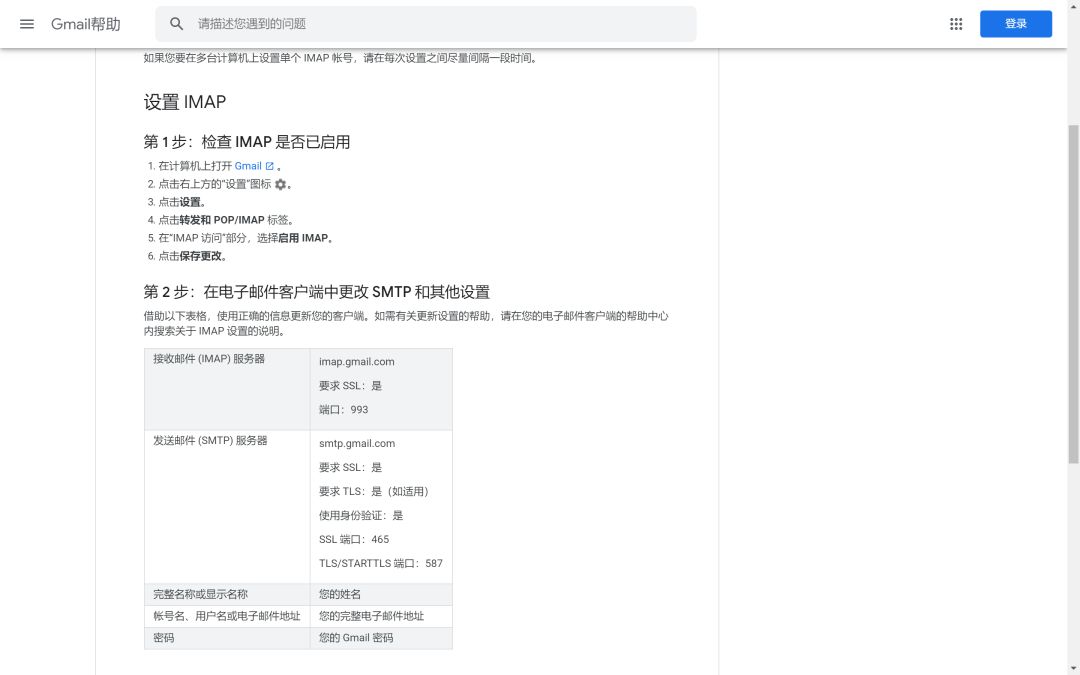 Gmail帮助
请描述您遇到的问题
登录
如果您要在多台计算机上设置单个 IMAP 帐号，请在每次设置之间尽量间隔一段时间。
设置 IMAP
第 1 步：检查 IMAP 是否已启用
1. 在计算机上打开 Gmail 。
2. 点击右上方的“设置”图标 。
3. 点击设置。
4. 点击转发和 POP/IMAP 标签。
5. 在“IMAP 访问”部分，选择启用 IMAP。
6. 点击保存更改。
第 2 步：在电子邮件客户端中更改 SMTP 和其他设置
借助以下表格，使用正确的信息更新您的客户端。如需有关更新设置的帮助，请在您的电子邮件客户端的帮助中心
内搜索关于 IMAP 设置的说明。
接收邮件 (IMAP) 服务器
imap.gmail.com
要求 SSL：是
端口：993
发送邮件 (SMTP) 服务器
smtp.gmail.com
要求 SSL：是
要求 TLS：是（如适用）
使用身份验证：是
SSL 端口：465
TLS/STARTTLS 端口：587
完整名称或显示名称 您的姓名
帐号名、用户名或电子邮件地址 您的完整电子邮件地址
密码 您的 Gmail 密码